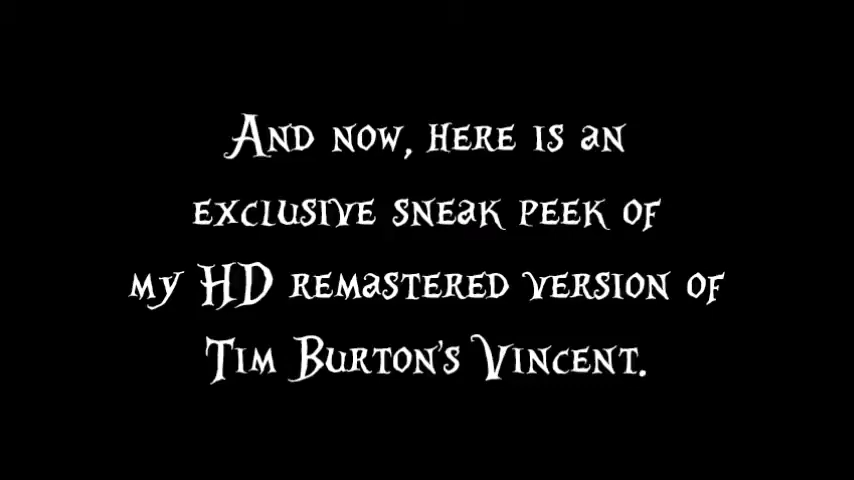 And now, here is an
exclusive sneak peek of
my HD remastered version of
Tim Burton's Vincent.